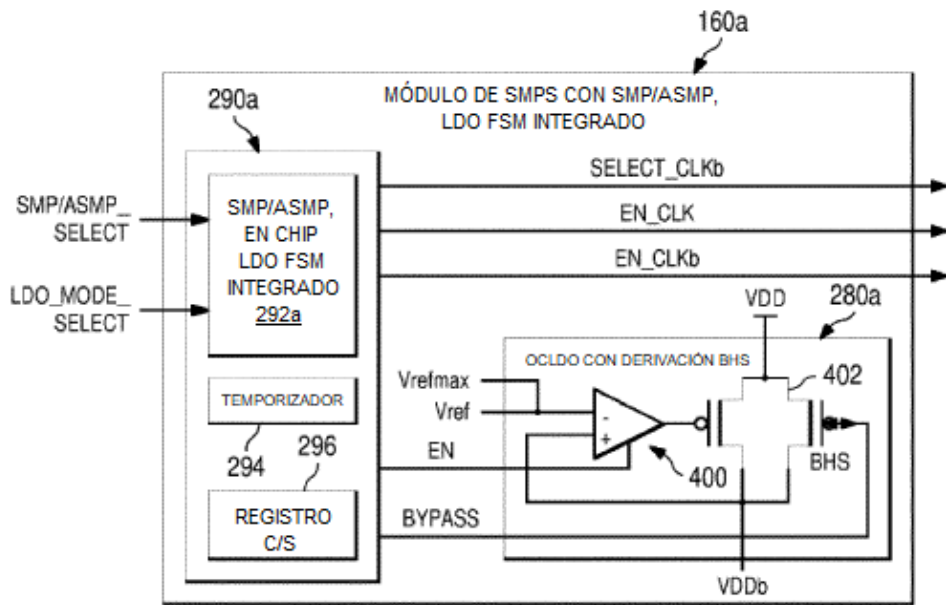 160a
MÓDULO DE SMPS CON SMP/ASMP,
LDO FSM INTEGRADO
290a
SMP/ASMP_
SELECT
LDO_MODE_
SELECT
SMP/ASMP,
EN CHIP
LDO FSM
INTEGRADO
292a
TEMPORIZADOR
294
296
REGISTRO
C/S
SELECT_CLKb
EN_CLK
EN_CLKb
EN
BYPASS
280a
VDD
OCLDO CON DERIVACIÓN BHS
402
Vrefmax
Vref
-
+
400
BHS
VDDb